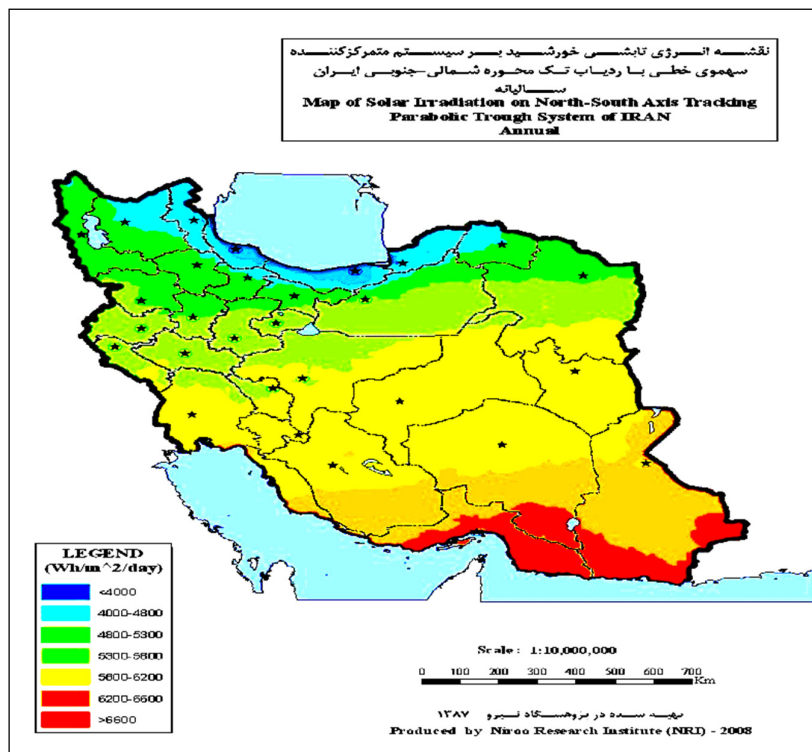 نقشه انرژی تابشی خورشید بر سیستم متمرکزکننده
سهموی خطی با ردیاب تک محوره شمالی-جنوبی ایران
سالیانه
Map of Solar Irradiation on North-South Axis Tracking
Parabolic Trough System of IRAN
Annual
LEGEND
(Wh/m^2/day)
<4000
4000-4800
4800-5300
5300-5600
5600-6200
6200-6600
>6600
Scale : 1:10,000,000
0 100 200 300 400 500 600 700
Km
تهیه شده در پژوهشگاه نیرو ۱۳۸۷
Produced by Niroo Research Institute (NRI) - 2008